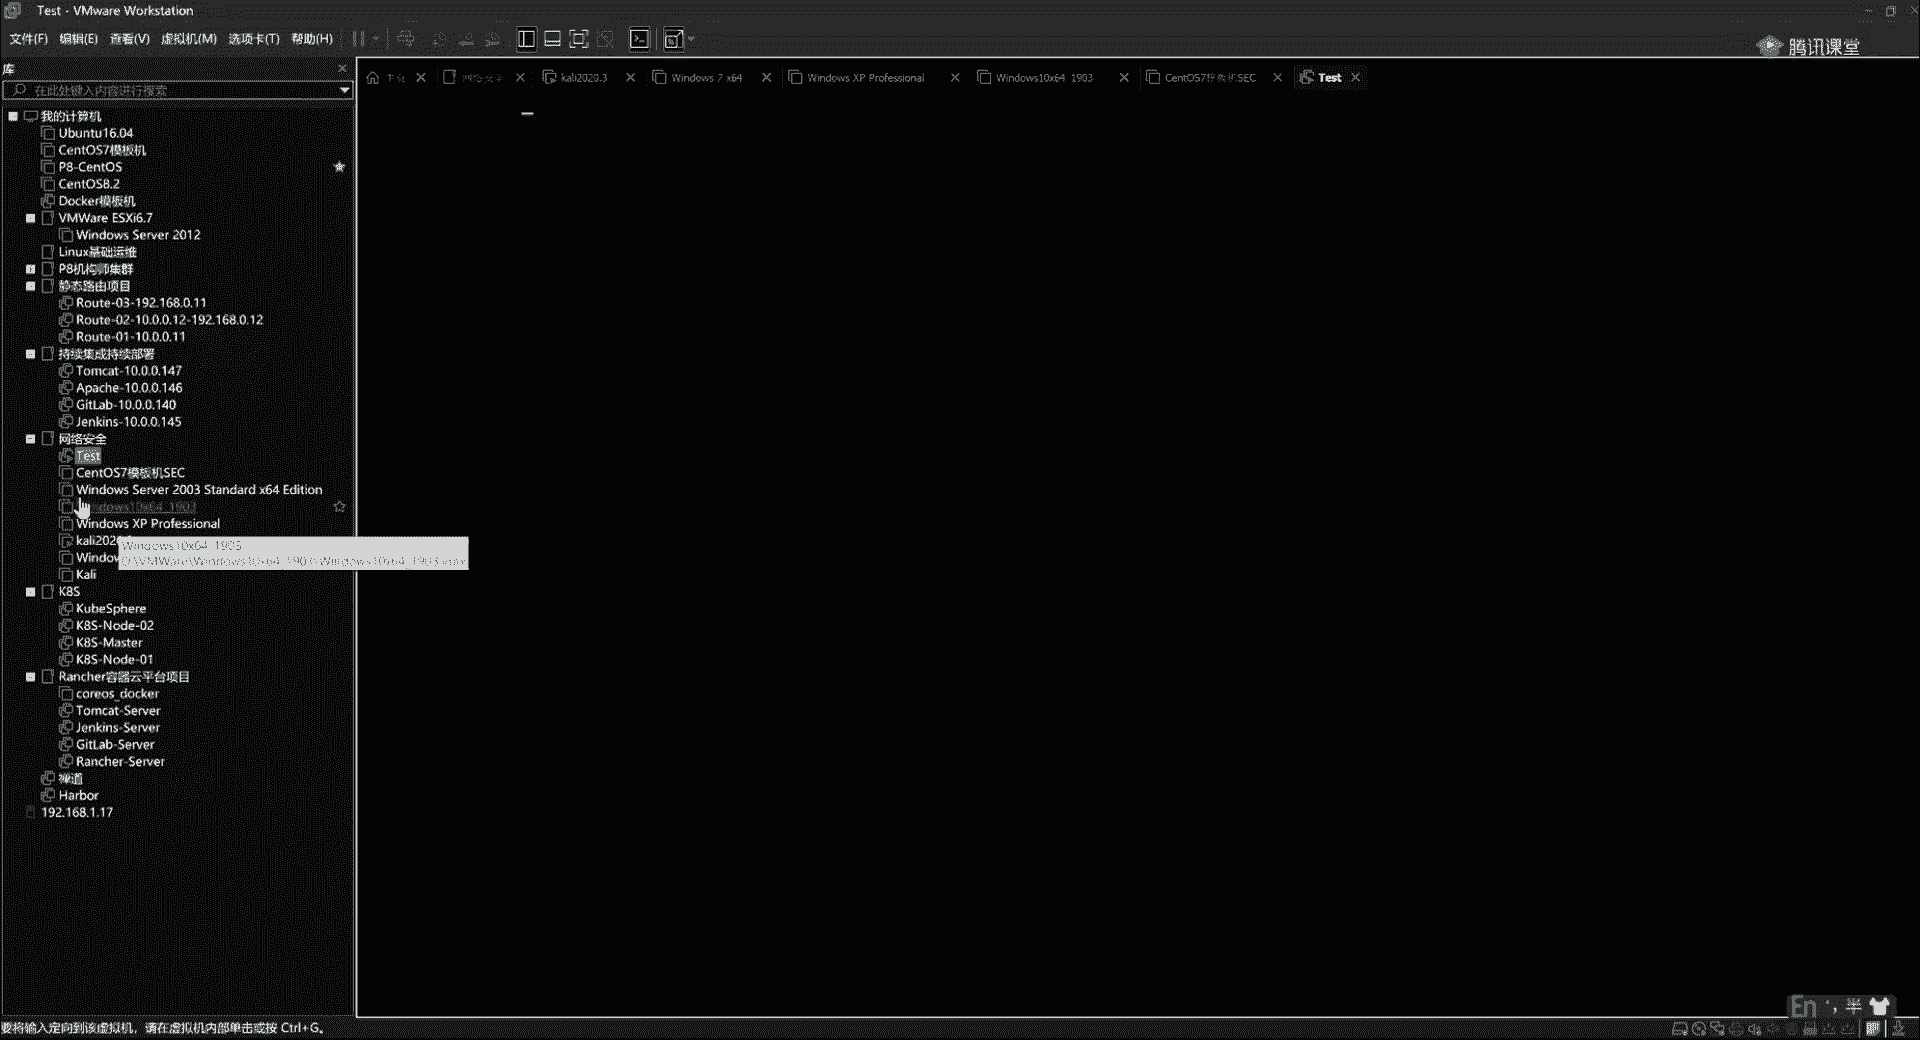 Test - VMware Workstation
文件(F) 编辑(E) 查看(V) 虚拟机(M) 选项卡(T) 帮助(H)
腾讯课堂
库
在此处键入内容进行搜索
kali2020.3 Windows 7 x64 Windows XP Professional Windows10x64_1903 CentOS7模板机SEC Test
我的计算机
Ubuntu16.04
CentOS7模板机
P8-CentOS
CentOS8.2
Docker模板机
VMWare ESXi6.7
Windows Server 2012
Linux基础运维
P8机构师集群
静态路由项目
Route-03-192.168.0.11
Route-02-10.0.0.12-192.168.0.12
Route-01-10.0.0.11
持续集成持续部署
Tomcat-10.0.0.147
Apache-10.0.0.146
GitLab-10.0.0.140
Jenkins-10.0.0.145
网络安全
Test
CentOS7模板机SEC
Windows Server 2003 Standard x64 Edition
Windows XP Professional
kali202
Windows10x64_1903
D:\VMWare\Windows10x64_1903\Windows10x64_1903.vmx
Window
Kali
K8S
KubeSphere
K8S-Node-02
K8S-Master
K8S-Node-01
Rancher容器云平台项目
coreos_docker
Tomcat-Server
Jenkins-Server
GitLab-Server
Rancher-Server
禅道
Harbor
192.168.1.17
En 半
要将输入定向到该虚拟机，请在虚拟机内部单击或按 Ctrl+G。